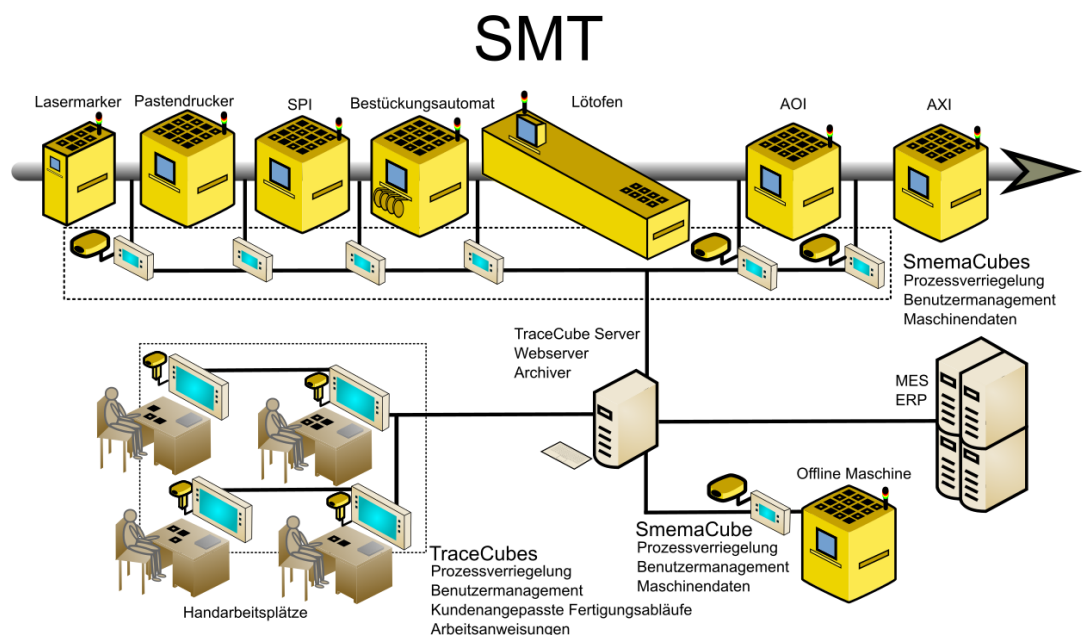 SMT
Lasermarker
Pastendrucker
SPI
Bestückungsautomat
Lötofen
AOI
AXI
SmemaCubes
Prozessverriegelung
Benutzermanagement
Maschinendaten
TraceCube Server
Webserver
Archiver
MES
ERP
Offline Maschine
SmemaCube
Prozessverriegelung
Benutzermanagement
Maschinendaten
TraceCubes
Prozessverriegelung
Benutzermanagement
Kundenangepasste Fertigungsabläufe
Arbeitsanweisungen
Handarbeitsplätze